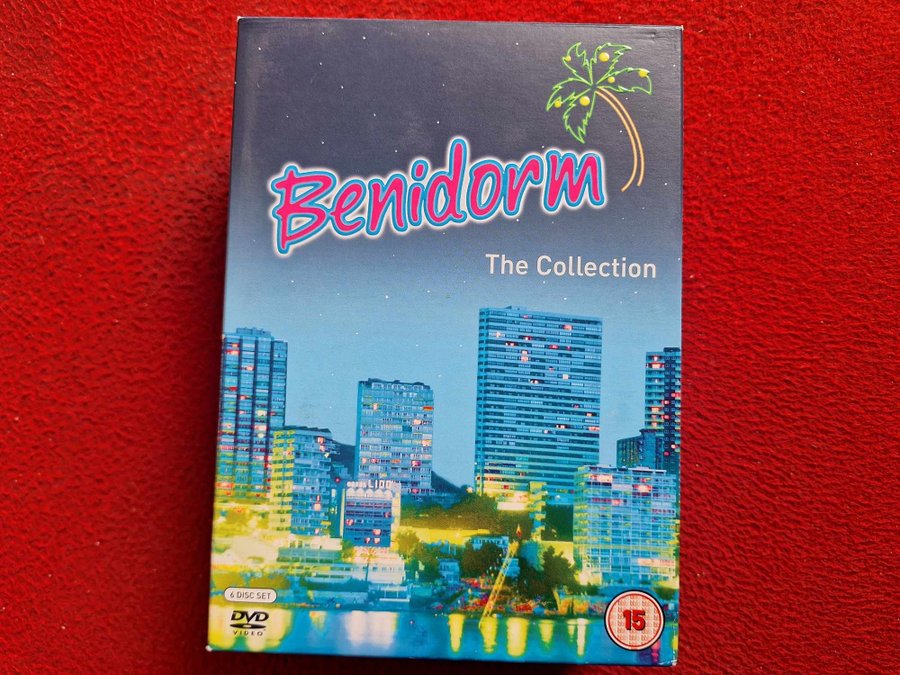 Benidorm
The Collection
LIDO
6 DISC SET
DVD
VIDEO
15